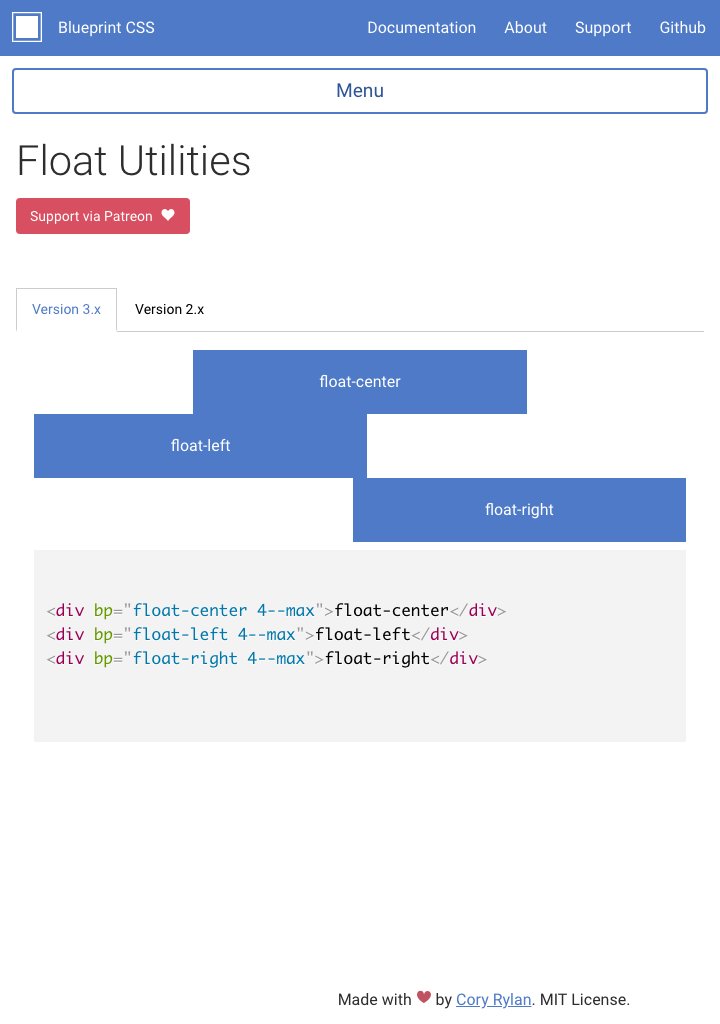 Blueprint CSS Documentation About Support Github
Menu
Float Utilities
Support via Patreon
Version 3.x Version 2.x
float-center
float-left
float-right
<div bp="float-center 4--max">float-center</div>
<div bp="float-left 4--max">float-left</div>
<div bp="float-right 4--max">float-right</div>
Made with ♥ by Cory Rylan. MIT License.